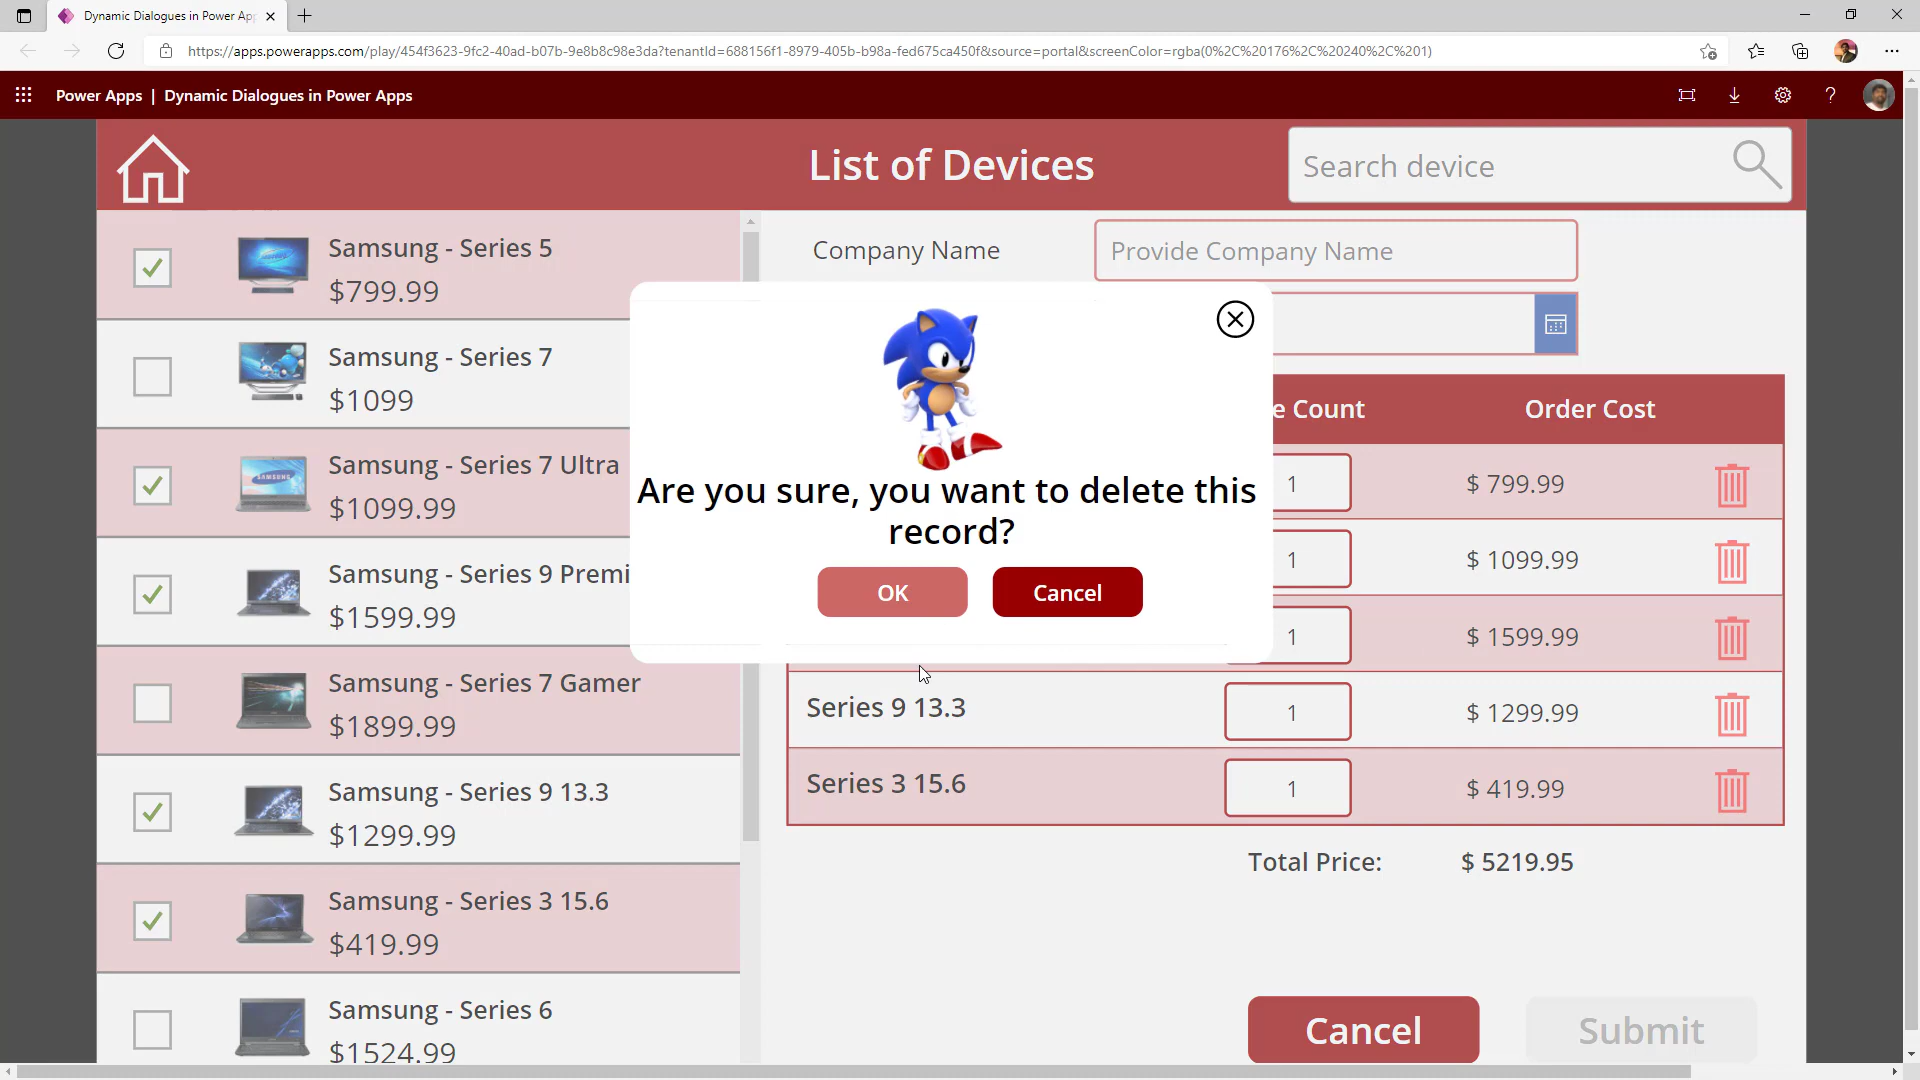 Dynamic Dialogues in Power Ap
https://apps.powerapps.com/play/454f3623-9fc2-40ad-b07b-9e8b8c98e3da?tenantId=688156f1-8979-405b-b98a-fed675ca450f&source=portal&screenColor=rgba(0%2C%20176%2C%20240%2C%201)
Power Apps | Dynamic Dialogues in Power Apps
?
List of Devices
Search device
Samsung - Series 5
$799.99
Samsung - Series 7
$1099
Samsung - Series 7 Ultra
$1099.99
Samsung - Series 9 Premi
$1599.99
Samsung - Series 7 Gamer
$1899.99
Samsung - Series 9 13.3
$1299.99
Samsung - Series 3 15.6
$419.99
Samsung - Series 6
$1524.99
Company Name
Provide Company Name
Are you sure, you want to delete this
record?
OK
Cancel
e Count
Order Cost
1
$ 799.99
1
$ 1099.99
1
$ 1599.99
Series 9 13.3
1
$ 1299.99
Series 3 15.6
1
$ 419.99
Total Price:
$ 5219.95
Cancel
Submit